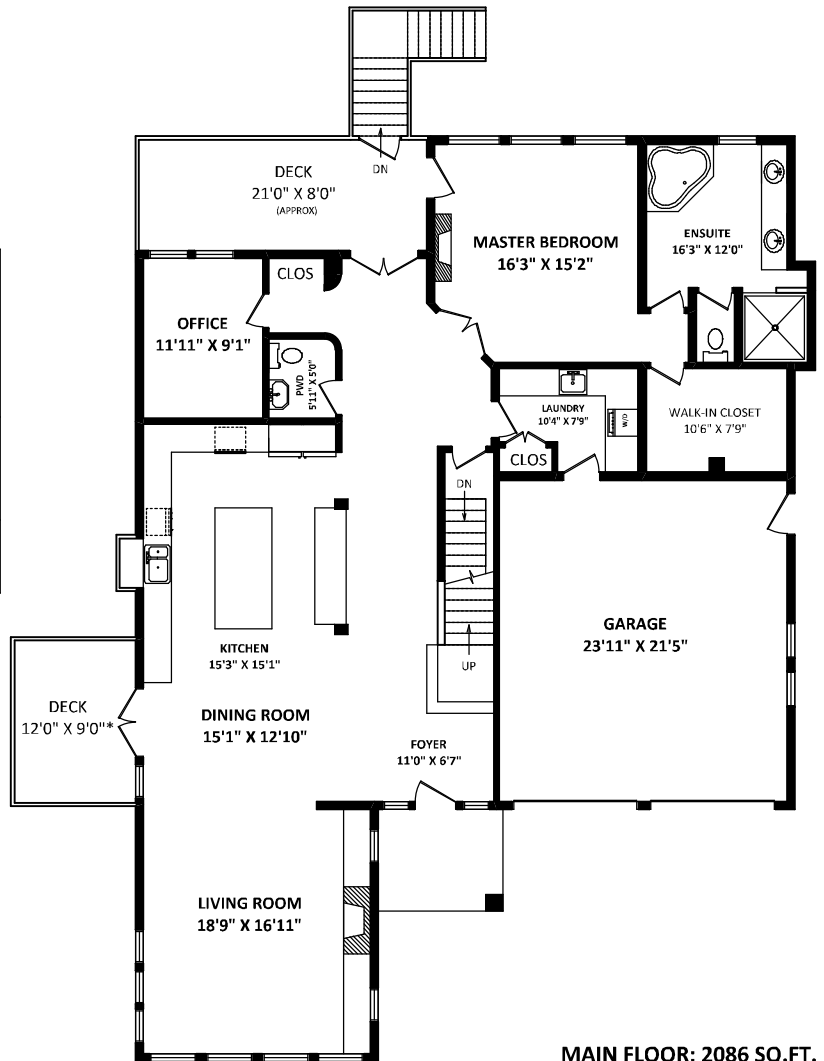 DECK
21'0" X 8'0"
(APPROX)
DN
MASTER BEDROOM
16'3" X 15'2"
ENSUITE
16'3" X 12'0"
CLOS
OFFICE
11'11" X 9'1"
PWD
5'11" X 5'0"
LAUNDRY
10'4" X 7'9"
W/D
WALK-IN CLOSET
10'6" X 7'9"
CLOS
DN
GARAGE
23'11" X 21'5"
KITCHEN
15'3" X 15'1"
UP
DECK
12'0" X 9'0"*
DINING ROOM
15'1" X 12'10"
FOYER
11'0" X 6'7"
LIVING ROOM
18'9" X 16'11"
MAIN FLOOR: 2086 SQ.FT.